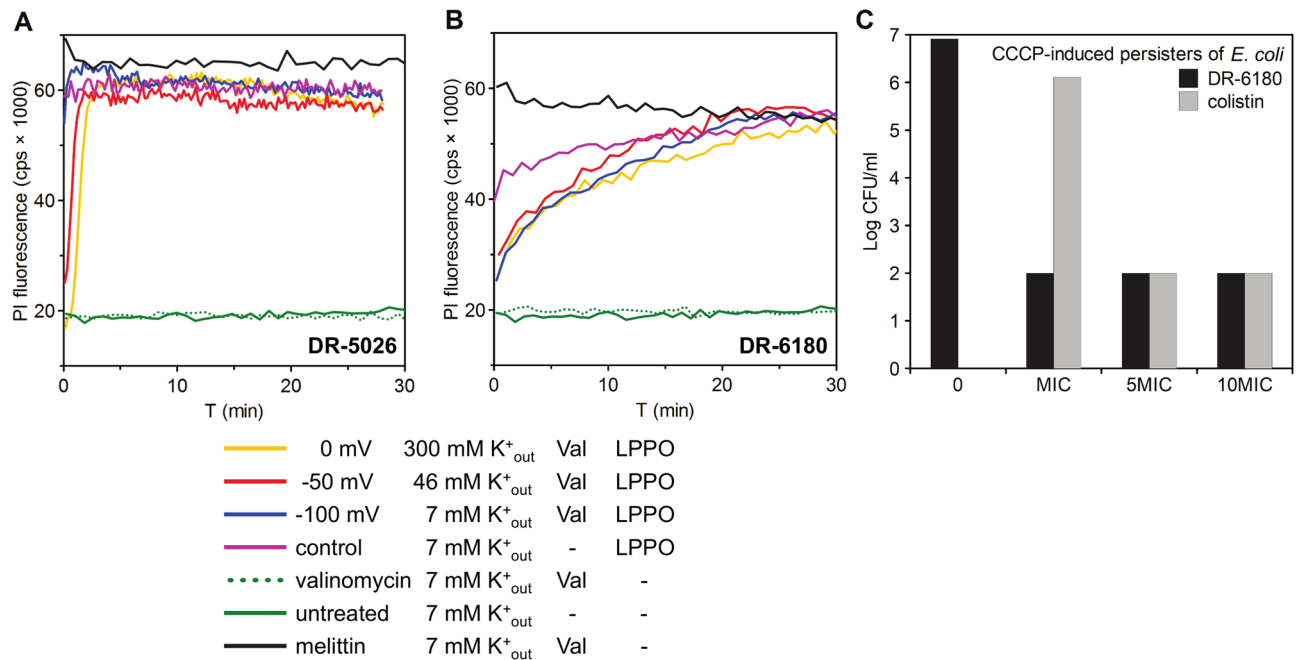 A
PI fluorescence (cps × 1000)
60
40
20
0
10
20
30
T (min)
DR-5026
B
PI fluorescence (cps × 1000)
60
40
20
0
10
20
30
T (min)
DR-6180
C
CCCP-induced persisters of E. coli
DR-6180
colistin
Log CFU/ml
7
6
5
4
3
2
1
0
0
MIC
5MIC
10MIC
0 mV 300 mM K⁺out Val LPPO
-50 mV 46 mM K⁺out Val LPPO
-100 mV 7 mM K⁺out Val LPPO
control 7 mM K⁺out - LPPO
valinomycin 7 mM K⁺out Val -
untreated 7 mM K⁺out - -
melittin 7 mM K⁺out Val -